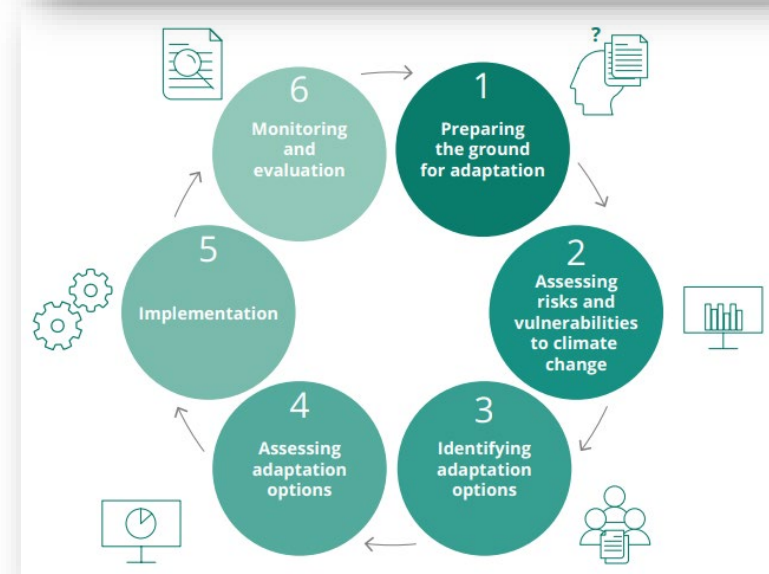 1
Preparing
the ground
for adaptation
2
Assessing
risks and
vulnerabilities
to climate
change
3
Identifying
adaptation
options
4
Assessing
adaptation
options
5
Implementation
6
Monitoring
and
evaluation
?